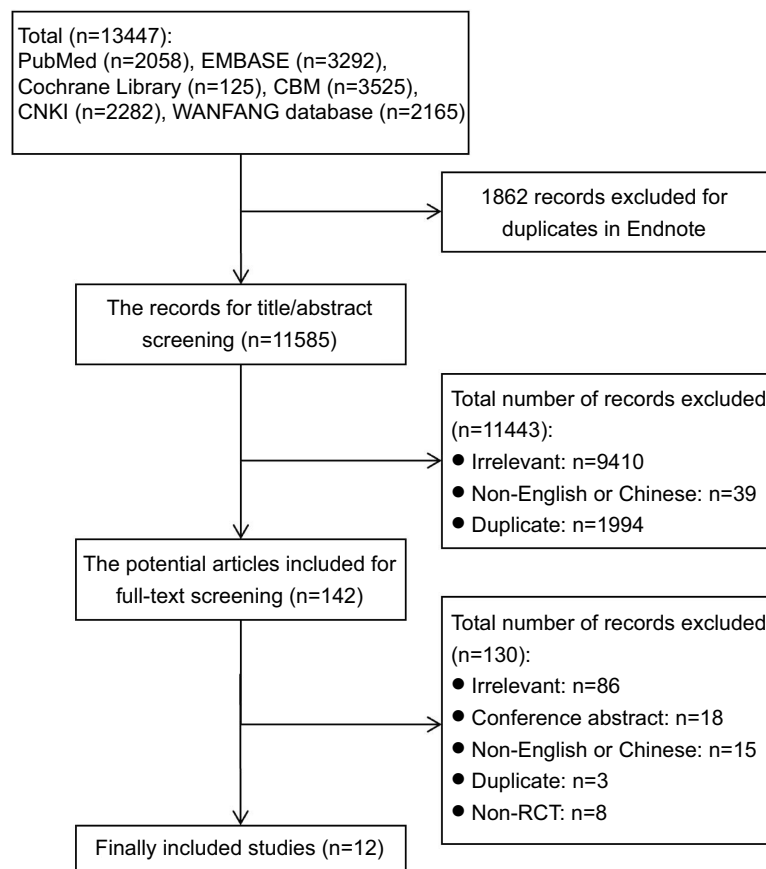 Total (n=13447):
PubMed (n=2058), EMBASE (n=3292),
Cochrane Library (n=125), CBM (n=3525),
CNKI (n=2282), WANFANG database (n=2165)
1862 records excluded for
duplicates in Endnote
The records for title/abstract
screening (n=11585)
Total number of records excluded
(n=11443):
● Irrelevant: n=9410
● Non-English or Chinese: n=39
● Duplicate: n=1994
The potential articles included for
full-text screening (n=142)
Total number of records excluded
(n=130):
● Irrelevant: n=86
● Conference abstract: n=18
● Non-English or Chinese: n=15
● Duplicate: n=3
● Non-RCT: n=8
Finally included studies (n=12)